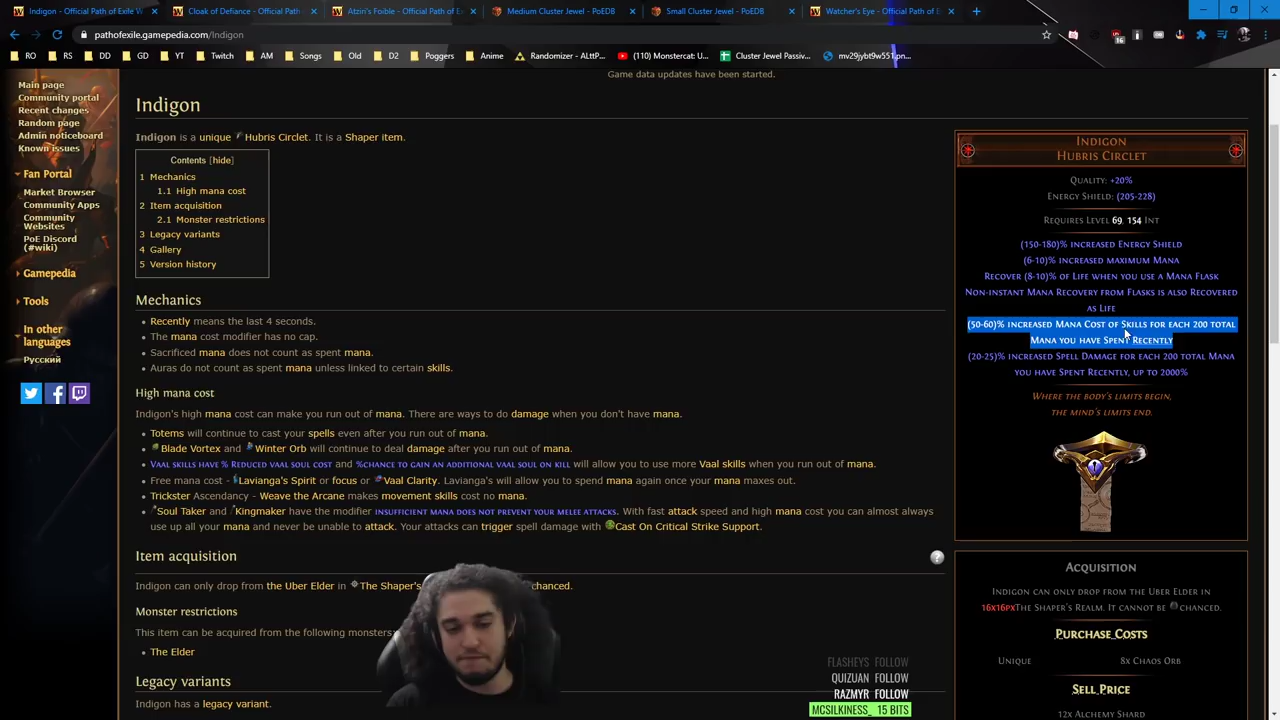 Indigon - Official Path of Exile W
Cloak of Defiance - Official Path
Atziri's Foible - Official Path of E
Medium Cluster Jewel - PoEDB
Small Cluster Jewel - PoEDB
Watcher's Eye - Official Path of E
pathofexile.gamepedia.com/Indigon
RO
RS
DD
GD
YT
Twitch
AM
Songs
Old
D2
Poggers
Anime
Randomizer - ALttP...
(110) Monstercat: U...
Cluster Jewel Passiv...
mv29jybt9w551.pn...
Game data updates have been started.
Main page
Community portal
Recent changes
Random page
Admin noticeboard
Known issues
Fan Portal
Market Browser
Community Apps
Community
Websites
PoE Discord
(#wiki)
Gamepedia
Tools
In other
languages
Русский
Indigon
Indigon is a unique Hubris Circlet. It is a Shaper item.
Contents [hide]
1 Mechanics
1.1 High mana cost
2 Item acquisition
2.1 Monster restrictions
3 Legacy variants
4 Gallery
5 Version history
Mechanics
Recently means the last 4 seconds.
The mana cost modifier has no cap.
Sacrificed mana does not count as spent mana.
Auras do not count as spent mana unless linked to certain skills.
High mana cost
Indigon's high mana cost can make you run out of mana. There are ways to do damage when you don't have mana.
Totems will continue to cast your spells even after you run out of mana.
Blade Vortex and Winter Orb will continue to deal damage after you run out of mana.
Vaal skills have % Reduced vaal soul cost and %chance to gain an additional vaal soul on kill will allow you to use more Vaal skills when you run out of mana.
Free mana cost - Lavianga's Spirit or focus or Vaal Clarity. Lavianga's will allow you to spend mana again once your mana maxes out.
Trickster Ascendancy - Weave the Arcane makes movement skills cost no mana.
Soul Taker and Kingmaker have the modifier insufficient mana does not prevent your melee attacks. With fast attack speed and high mana cost you can almost always
use up all your mana and never be unable to attack. Your attacks can trigger spell damage with Cast On Critical Strike Support.
Item acquisition
Indigon can only drop from the Uber Elder in The Shaper's chanced.
Monster restrictions
This item can be acquired from the following monsters:
The Elder
Legacy variants
Indigon has a legacy variant.
Indigon
Hubris Circlet
Quality: +20%
Energy Shield: (205-228)
Requires Level 69, 154 Int
(150-180)% increased Energy Shield
(6-10)% increased maximum Mana
Recover (8-10)% of Life when you use a Mana Flask
Non-instant Mana Recovery from Flasks is also Recovered
as Life
(50-60)% increased Mana Cost of Skills for each 200 total
Mana you have Spent Recently
(20-25)% increased Spell Damage for each 200 total Mana
you have Spent Recently, up to 2000%
Where the body's limits begin,
the mind's limits end.
Acquisition
Indigon can only drop from the Uber Elder in
16x16pxThe Shaper's Realm. It cannot be chanced.
Purchase Costs
Unique 8x Chaos Orb
Sell Price
12x Alchemy Shard
FLASHEYS FOLLOW
QUIZUAN FOLLOW
RAZMYR FOLLOW
MCSILKINESS_ 15 BITS